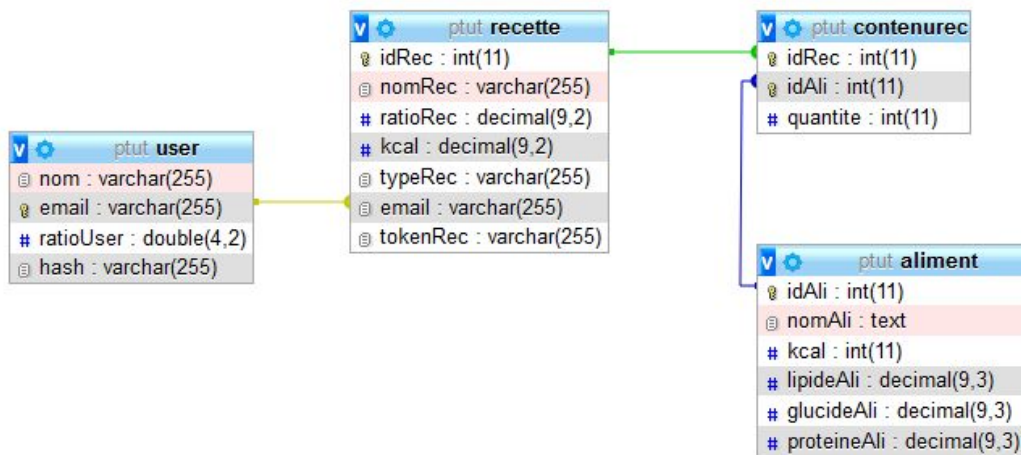 v ptut user
nom : varchar(255)
email : varchar(255)
# ratioUser : double(4,2)
hash : varchar(255)
v ptut recette
idRec : int(11)
nomRec : varchar(255)
# ratioRec : decimal(9,2)
# kcal : decimal(9,2)
typeRec : varchar(255)
email : varchar(255)
tokenRec : varchar(255)
v ptut contenurec
idRec : int(11)
idAli : int(11)
# quantite : int(11)
v ptut aliment
idAli : int(11)
nomAli : text
# kcal : int(11)
# lipideAli : decimal(9,3)
# glucideAli : decimal(9,3)
# proteineAli : decimal(9,3)